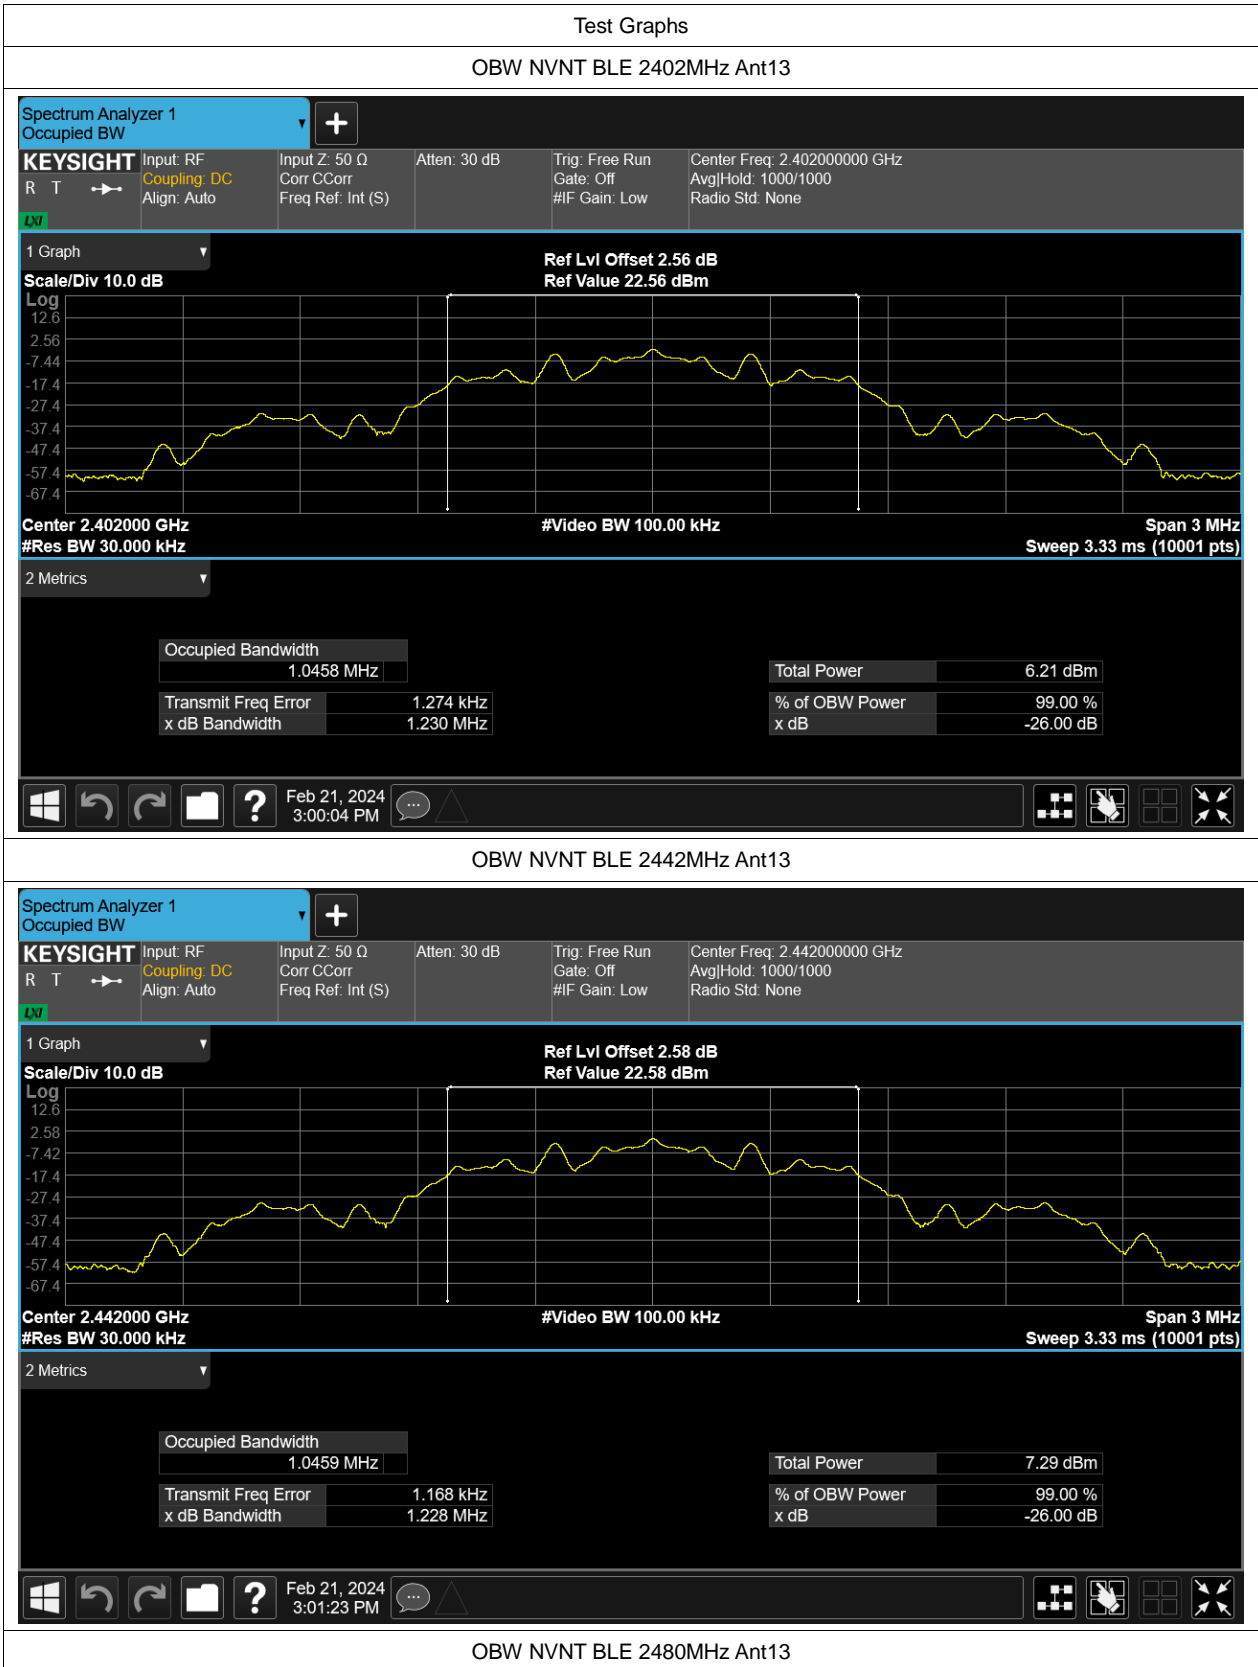 Test Graphs
OBW NVNT BLE 2402MHz Ant13
Spectrum Analyzer 1
Occupied BW
KEYSIGHT
R T
LXI
Input: RF
Coupling: DC
Align: Auto
Input Z: 50 Ω
Corr CCorr
Freq Ref: Int (S)
Atten: 30 dB
Trig: Free Run
Gate: Off
#IF Gain: Low
Center Freq: 2.402000000 GHz
Avg|Hold: 1000/1000
Radio Std: None
1 Graph
Scale/Div 10.0 dB
Ref Lvl Offset 2.56 dB
Ref Value 22.56 dBm
Log
12.6
2.56
-7.44
-17.4
-27.4
-37.4
-47.4
-57.4
-67.4
Center 2.402000 GHz
#Res BW 30.000 kHz
#Video BW 100.00 kHz
Span 3 MHz
Sweep 3.33 ms (10001 pts)
2 Metrics
Occupied Bandwidth
1.0458 MHz
Transmit Freq Error 1.274 kHz
x dB Bandwidth 1.230 MHz
Total Power 6.21 dBm
% of OBW Power 99.00 %
x dB -26.00 dB
?
Feb 21, 2024
3:00:04 PM
OBW NVNT BLE 2442MHz Ant13
Spectrum Analyzer 1
Occupied BW
KEYSIGHT
R T
LXI
Input: RF
Coupling: DC
Align: Auto
Input Z: 50 Ω
Corr CCorr
Freq Ref: Int (S)
Atten: 30 dB
Trig: Free Run
Gate: Off
#IF Gain: Low
Center Freq: 2.442000000 GHz
Avg|Hold: 1000/1000
Radio Std: None
1 Graph
Scale/Div 10.0 dB
Ref Lvl Offset 2.58 dB
Ref Value 22.58 dBm
Log
12.6
2.58
-7.42
-17.4
-27.4
-37.4
-47.4
-57.4
-67.4
Center 2.442000 GHz
#Res BW 30.000 kHz
#Video BW 100.00 kHz
Span 3 MHz
Sweep 3.33 ms (10001 pts)
2 Metrics
Occupied Bandwidth
1.0459 MHz
Transmit Freq Error 1.168 kHz
x dB Bandwidth 1.228 MHz
Total Power 7.29 dBm
% of OBW Power 99.00 %
x dB -26.00 dB
?
Feb 21, 2024
3:01:23 PM
OBW NVNT BLE 2480MHz Ant13